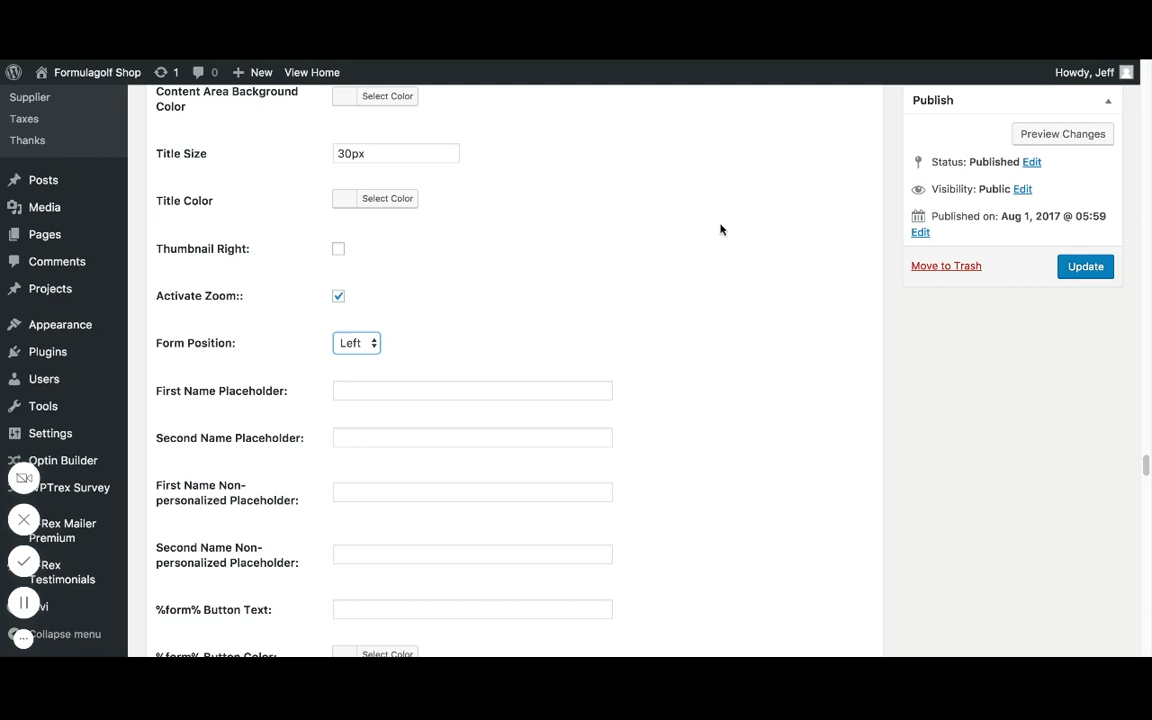 Formulagolf Shop 1 0 New View Home Howdy, Jeff
Supplier
Taxes
Thanks
Posts
Media
Pages
Comments
Projects
Appearance
Plugins
Users
Tools
Settings
Optin Builder
PTrex Survey
Rex Mailer
Premium
Rex
Testimonials
vi
Collapse menu
Content Area Background
Color
Select Color
Title Size
30px
Title Color
Select Color
Thumbnail Right:
Activate Zoom::
Form Position:
Left
First Name Placeholder:
Second Name Placeholder:
First Name Non-
personalized Placeholder:
Second Name Non-
personalized Placeholder:
%form% Button Text:
%form% Button Color:
Select Color
Publish
Preview Changes
Status: Published Edit
Visibility: Public Edit
Published on: Aug 1, 2017 @ 05:59
Edit
Move to Trash
Update